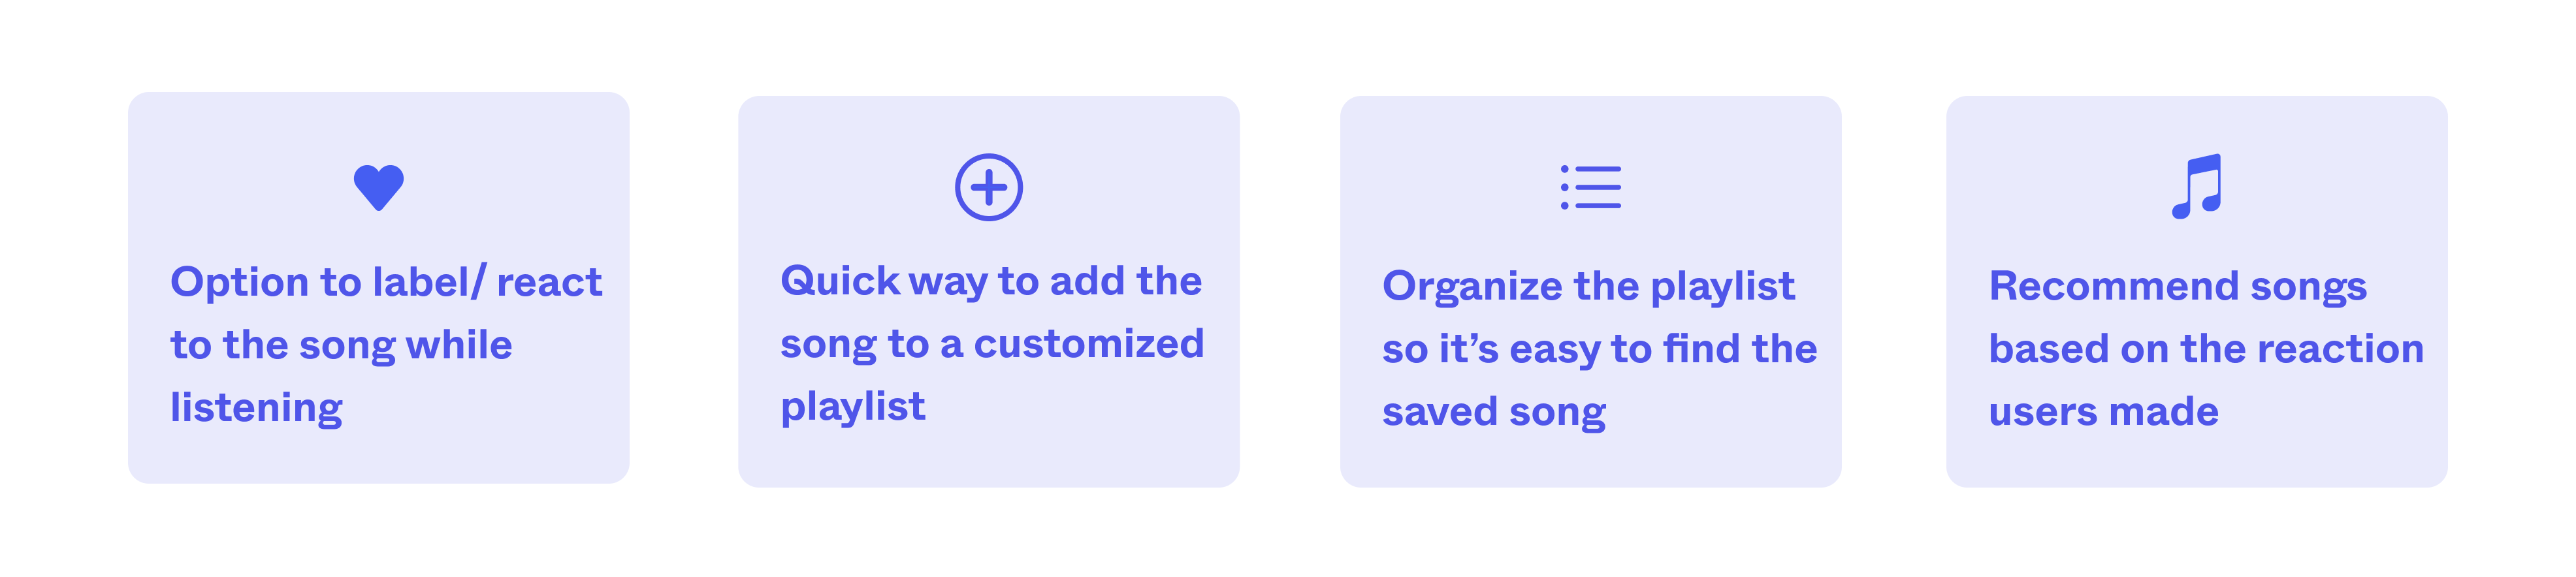 Option to label/ react
to the song while
listening
Quick way to add the
song to a customized
playlist
Organize the playlist
so it’s easy to find the
saved song
Recommend songs
based on the reaction
users made